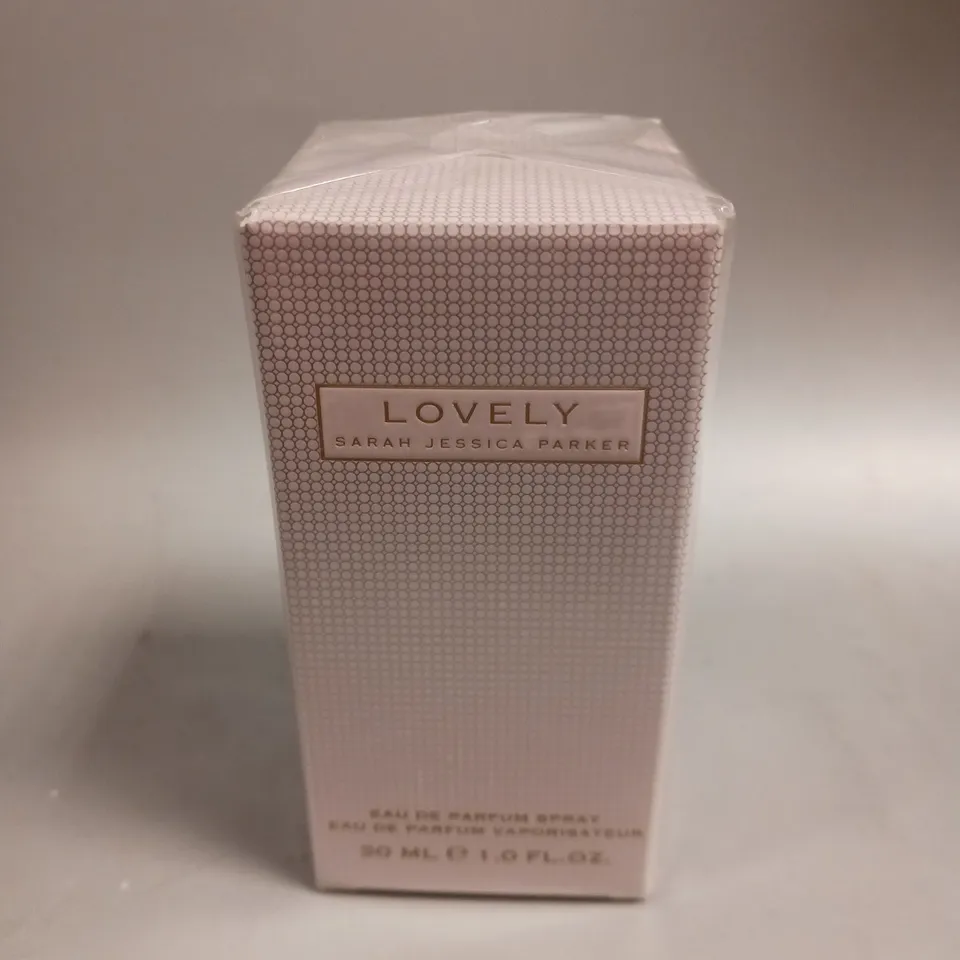 LOVELY
SARAH JESSICA PARKER
EAU DE PARFUM SPRAY
EAU DE PARFUM VAPORISATEUR
30 ML ℮ 1.0 FL.OZ.